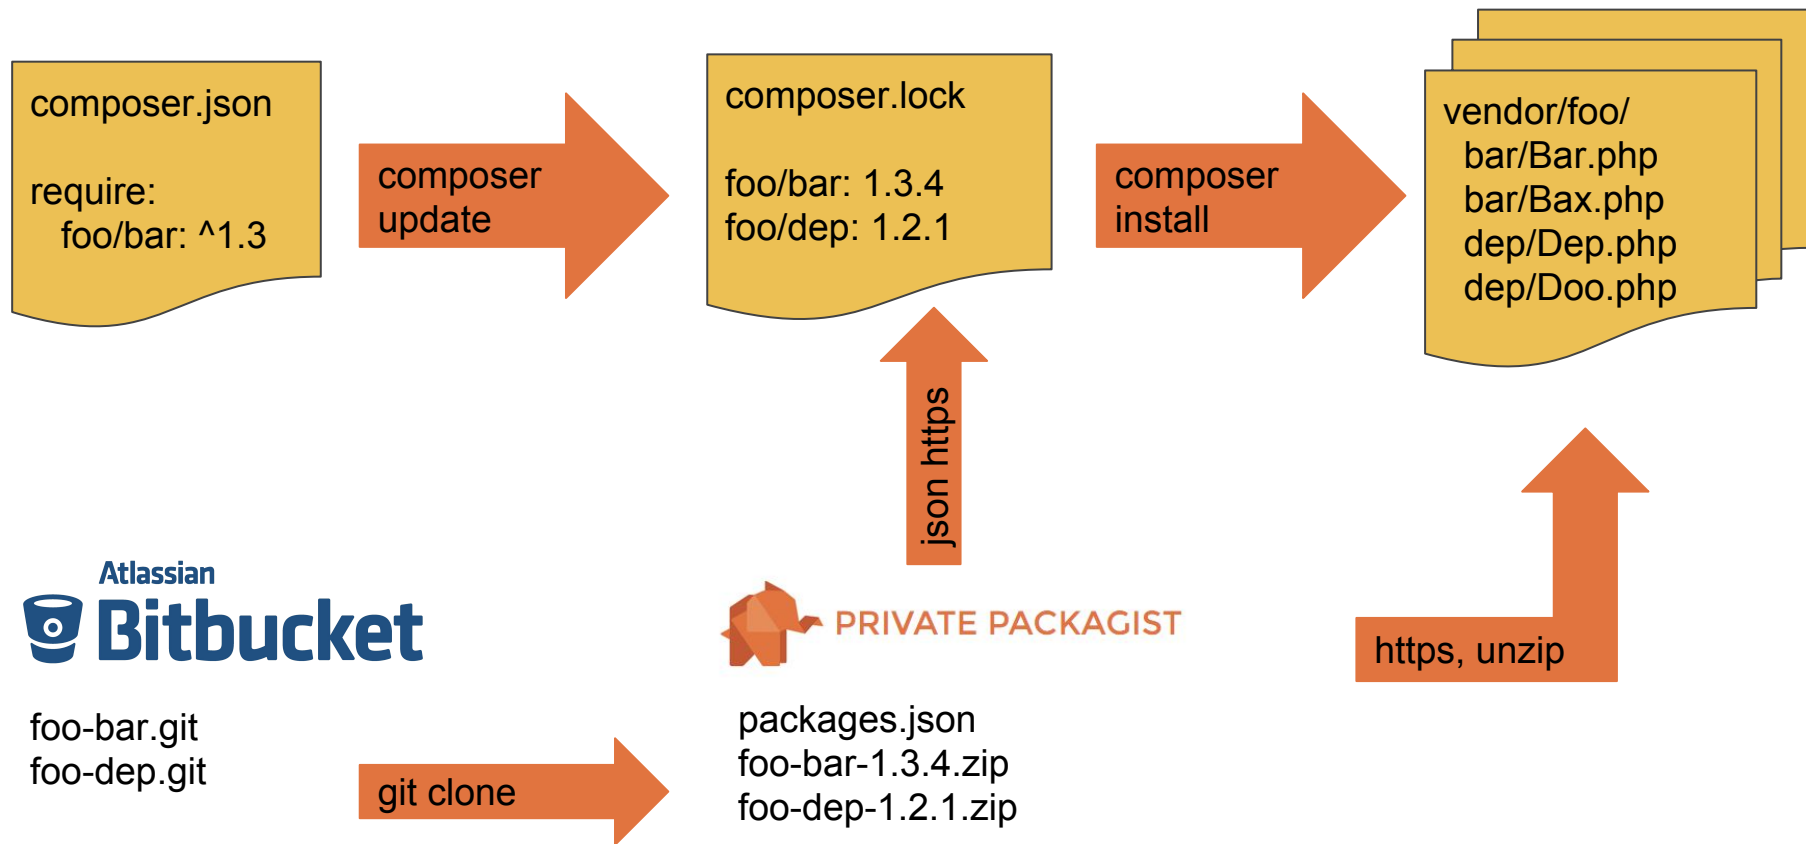 composer.json
require:
foo/bar: ^1.3
composer
update
composer.lock
foo/bar: 1.3.4
foo/dep: 1.2.1
composer
install
vendor/foo/
bar/Bar.php
bar/Bax.php
dep/Dep.php
dep/Doo.php
json https
Atlassian
Bitbucket
foo-bar.git
foo-dep.git
git clone
PRIVATE PACKAGIST
packages.json
foo-bar-1.3.4.zip
foo-dep-1.2.1.zip
https, unzip